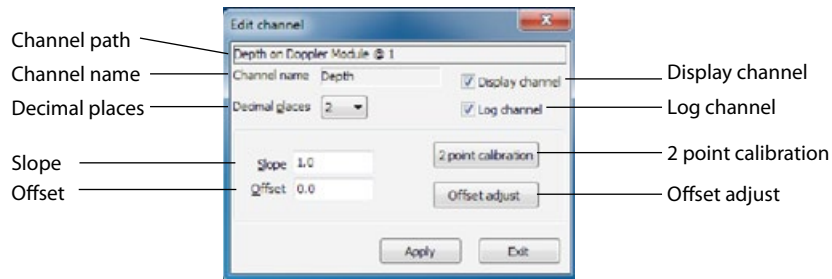 Edit channel
Channel path
Depth on Doppler Module @ 1
Channel name
Channel name Depth
Display channel
Display channel
Decimal places
Decimal places 2
Log channel
Log channel
Slope
Slope 1.0
2 point calibration
2 point calibration
Offset
Offset 0.0
Offset adjust
Offset adjust
Apply
Exit